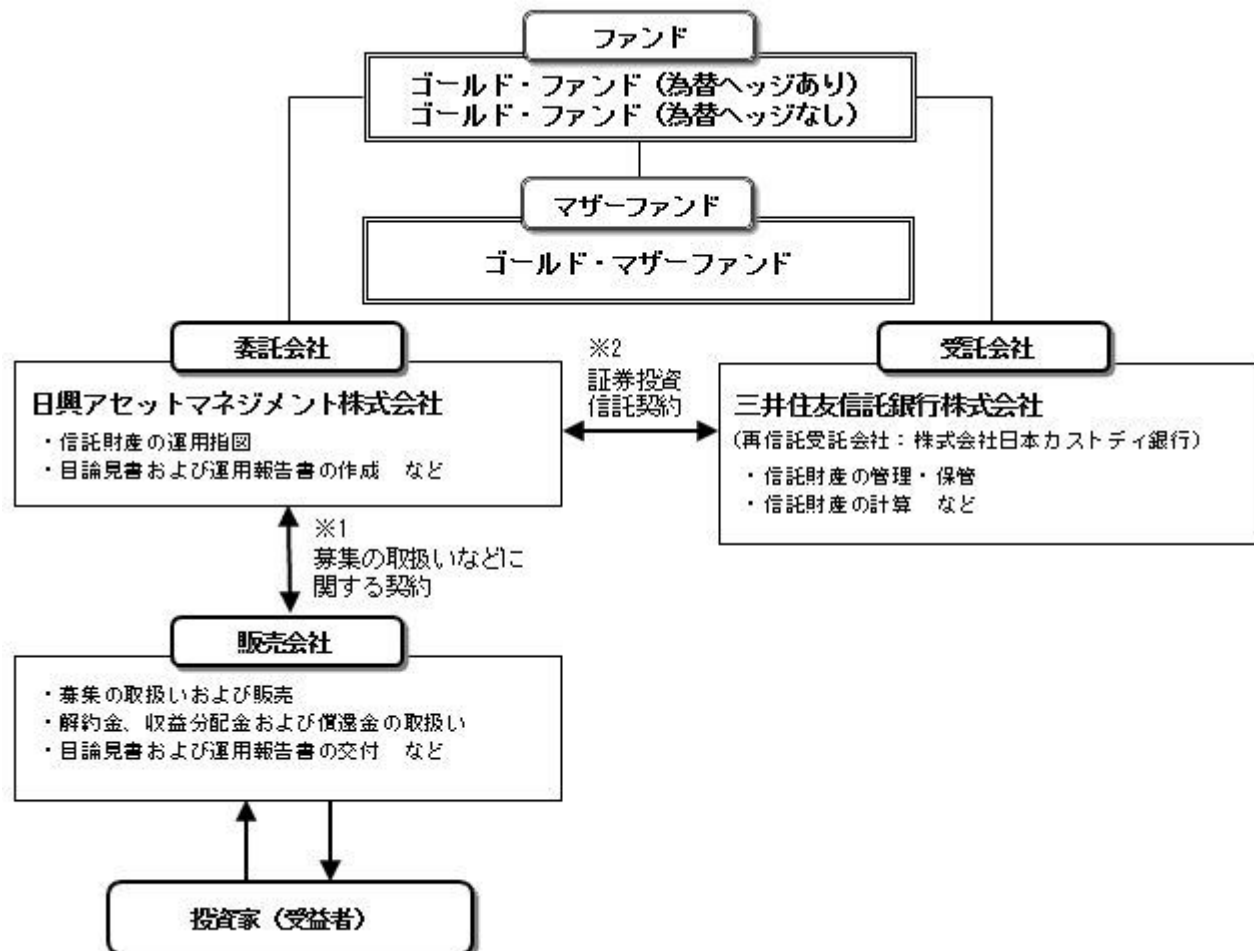 ファンド
ゴールド・ファンド（為替ヘッジあり）
ゴールド・ファンド（為替ヘッジなし）
マザーファンド
ゴールド・マザーファンド
委託会社
日興アセットマネジメント株式会社
・信託財産の運用指図
・目論見書および運用報告書の作成　など
※2
証券投資
信託契約
受託会社
三井住友信託銀行株式会社
（再信託受託会社：株式会社日本カストディ銀行）
・信託財産の管理・保管
・信託財産の計算　など
※1
募集の取扱いなどに
関する契約
販売会社
・募集の取扱いおよび販売
・解約金、収益分配金および償還金の取扱い
・目論見書および運用報告書の交付　など
投資家（受益者）